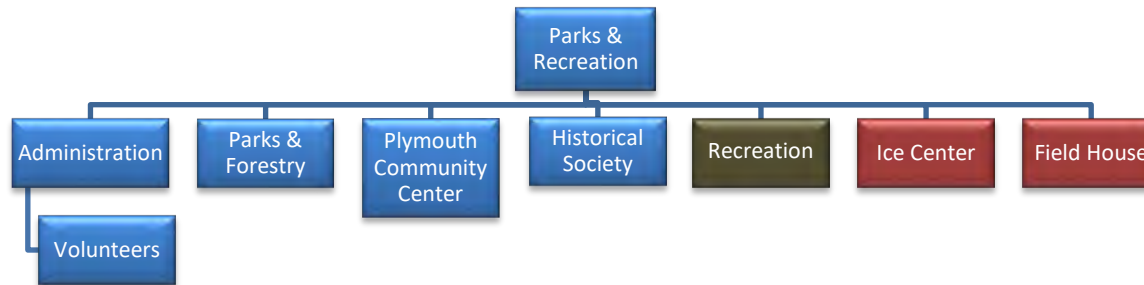 Parks &
Recreation
Administration
Parks &
Forestry
Plymouth
Community
Center
Historical
Society
Recreation
Ice Center
Field House
Volunteers